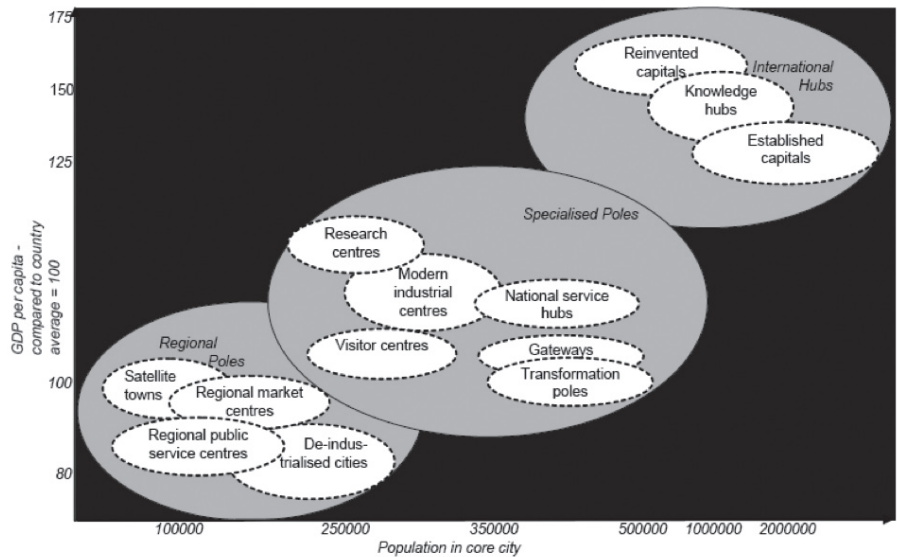 175
150
125
100
80
GDP per capita -
compared to country
average = 100
Reinvented
capitals
International
Hubs
Knowledge
hubs
Established
capitals
Specialised Poles
Research
centres
Modern
industrial
centres
National service
hubs
Visitor centres
Gateways
Transformation
poles
Regional
Poles
Satellite
towns
Regional market
centres
Regional public
service centres
De-indus-
trialised cities
100000
250000
350000
500000
1000000
2000000
Population in core city